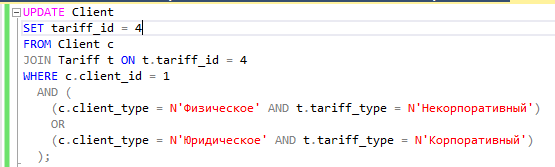 UPDATE Client
SET tariff_id = 4
FROM Client c
JOIN Tariff t ON t.tariff_id = 4
WHERE c.client_id = 1
AND (
(c.client_type = N'Физическое' AND t.tariff_type = N'Некорпоративный')
OR
(c.client_type = N'Юридическое' AND t.tariff_type = N'Корпоративный')
);